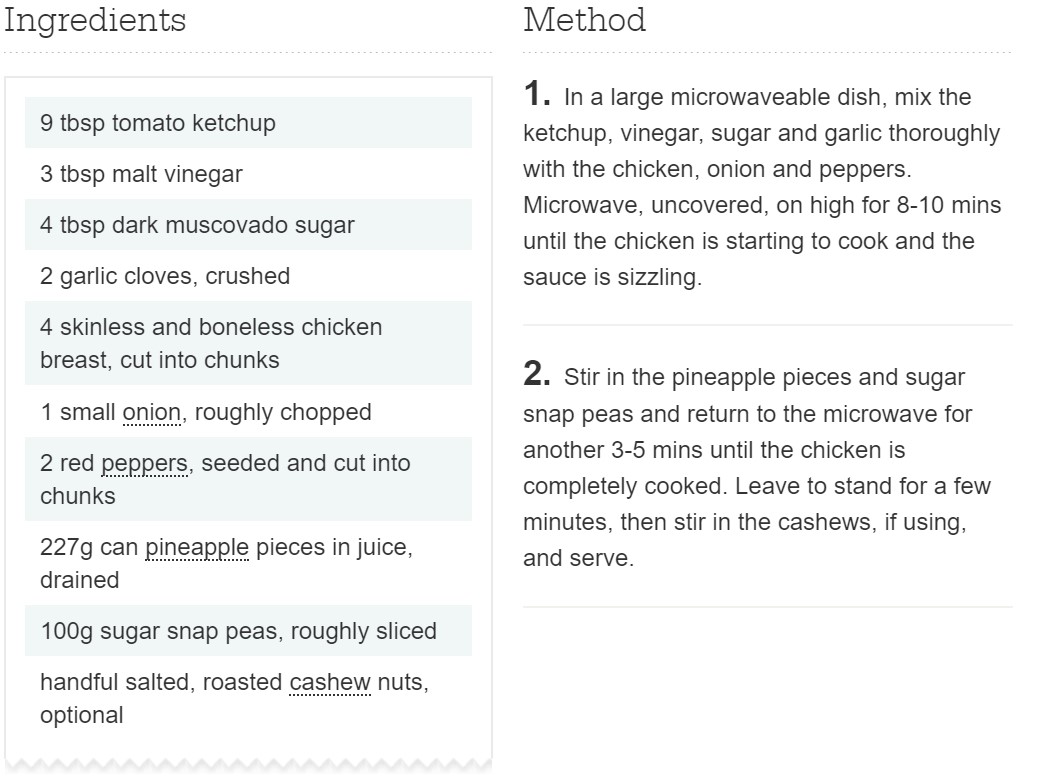 Ingredients
9 tbsp tomato ketchup
3 tbsp malt vinegar
4 tbsp dark muscovado sugar
2 garlic cloves, crushed
4 skinless and boneless chicken
breast, cut into chunks
1 small onion, roughly chopped
2 red peppers, seeded and cut into
chunks
227g can pineapple pieces in juice,
drained
100g sugar snap peas, roughly sliced
handful salted, roasted cashew nuts,
optional
Method
1. In a large microwaveable dish, mix the
ketchup, vinegar, sugar and garlic thoroughly
with the chicken, onion and peppers.
Microwave, uncovered, on high for 8-10 mins
until the chicken is starting to cook and the
sauce is sizzling.
2. Stir in the pineapple pieces and sugar
snap peas and return to the microwave for
another 3-5 mins until the chicken is
completely cooked. Leave to stand for a few
minutes, then stir in the cashews, if using,
and serve.